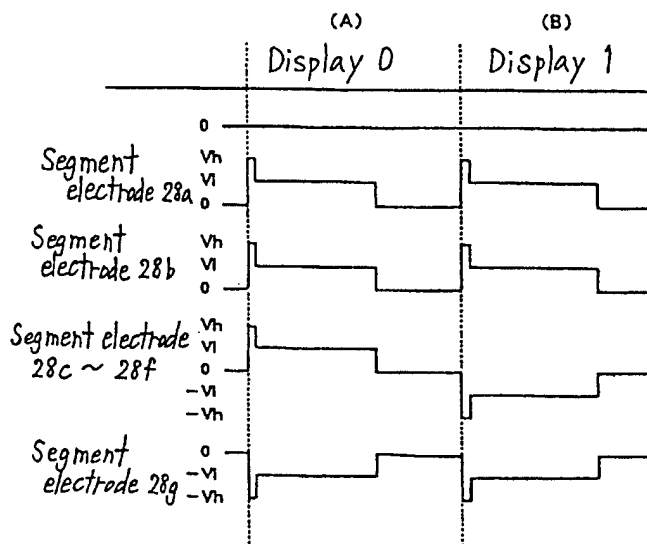 (A) (B)
Display 0 Display 1
0
Vh
Segment Vl
electrode 28a 0
Vh
Segment Vl
electrode 28b 0
Vh
Segment electrode Vl
28c ~ 28f 0
-Vl
-Vh
0
Segment -Vl
electrode 28g -Vh